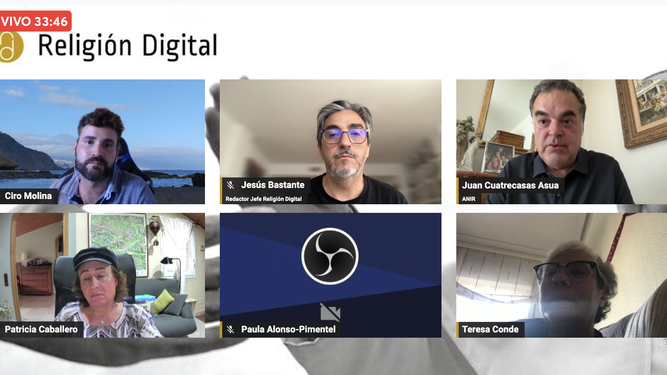 VIVO 33:46
Religión Digital
Ciro Molina
Jesús Bastante
Redactor Jefe Religión Digital
Juan Cuatrecasas Asua
ANIR
Patricia Caballero
Paula Alonso-Pimentel
Teresa Conde